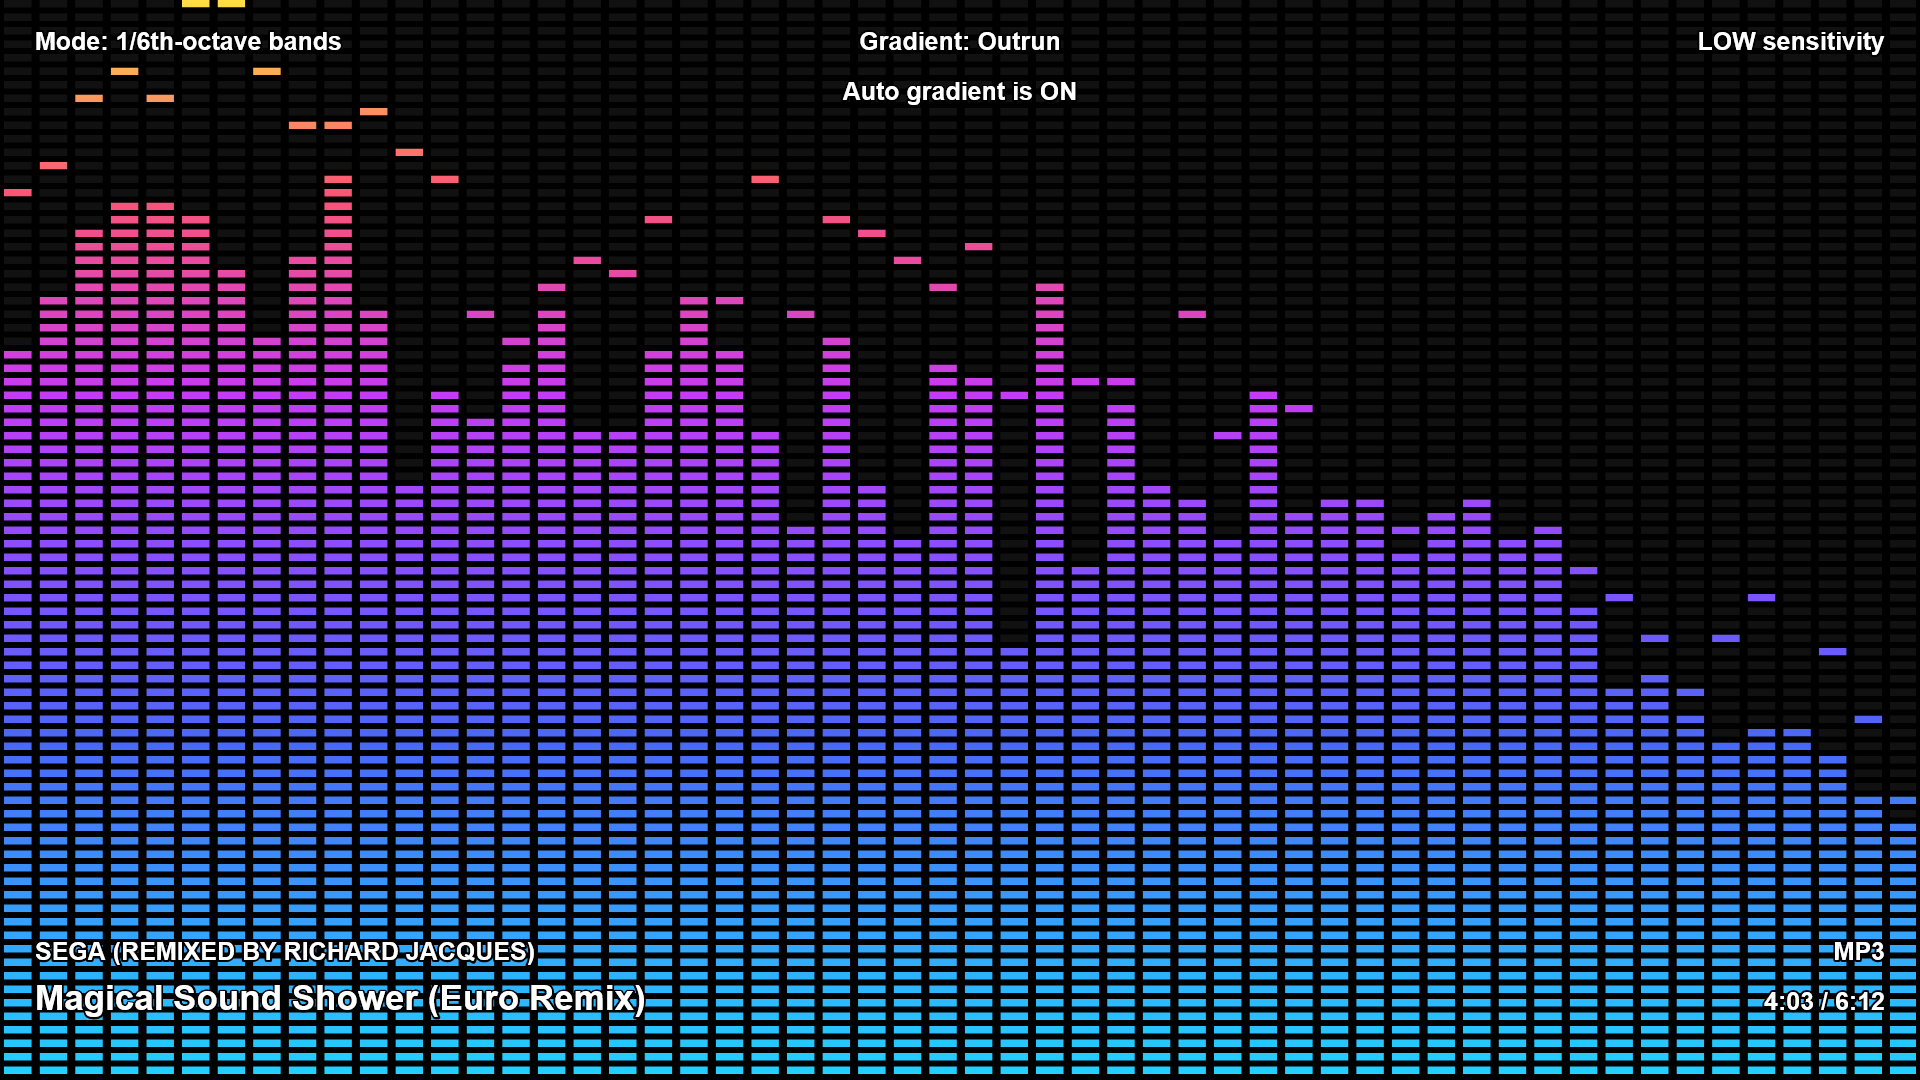 Mode: 1/6th-octave bands
Gradient: Outrun
LOW sensitivity
Auto gradient is ON
SEGA (REMIXED BY RICHARD JACQUES)
MP3
Magical Sound Shower (Euro Remix)
4:03 / 6:12